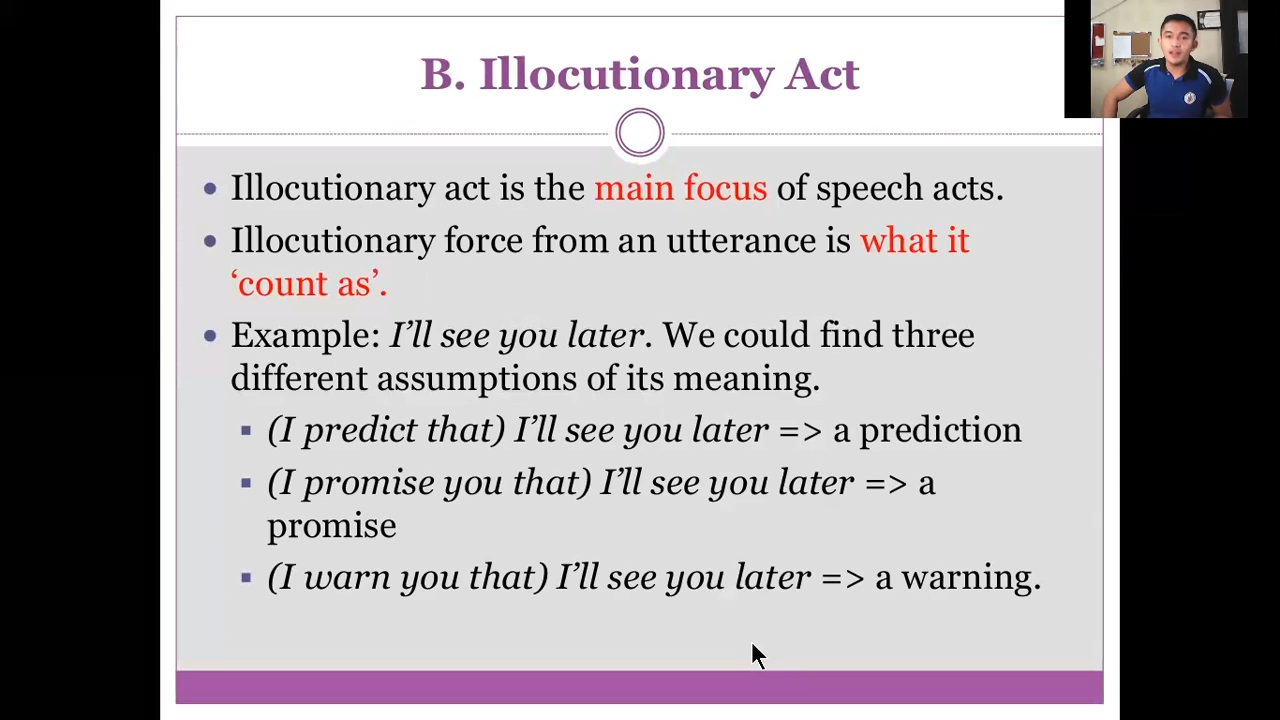 B. Illocutionary Act
• Illocutionary act is the main focus of speech acts.
• Illocutionary force from an utterance is what it
‘count as’.
• Example: I’ll see you later. We could find three
different assumptions of its meaning.
▪ (I predict that) I’ll see you later => a prediction
▪ (I promise you that) I’ll see you later => a
promise
▪ (I warn you that) I’ll see you later => a warning.